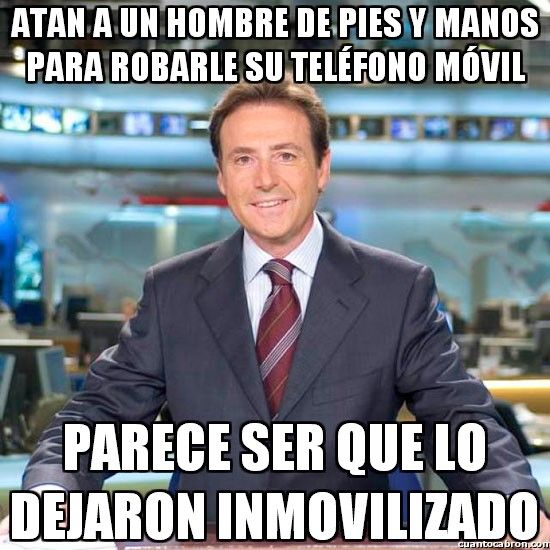 ATAN A UN HOMBRE DE PIES Y MANOS
PARA ROBARLE SU TELÉFONO MÓVIL
PARECE SER QUE LO
DEJARON INMOVILIZADO
cuantocabron.com